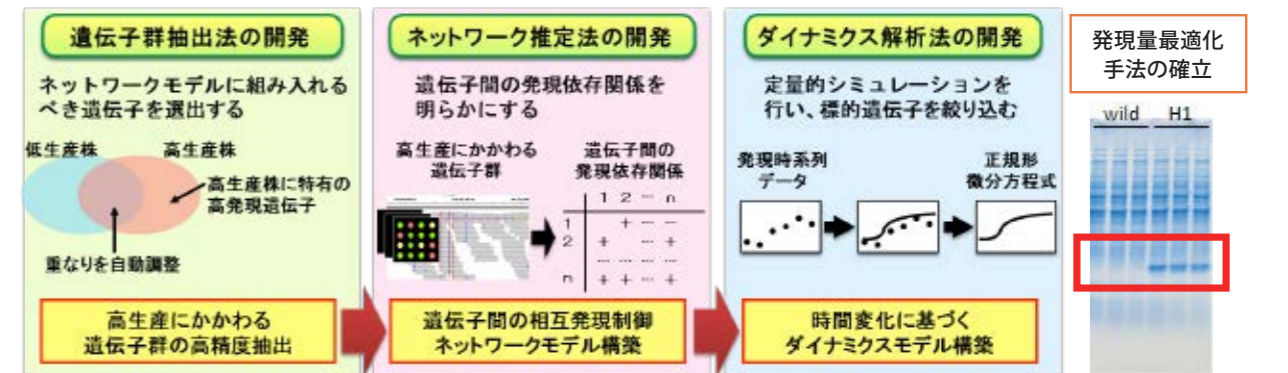 遺伝子群抽出法の開発
ネットワークモデルに組み入れる
べき遺伝子を選出する
低生産株
高生産株
高生産株に特有の
高発現遺伝子
重なりを自動調整
高生産にかかわる
遺伝子群の高精度抽出
ネットワーク推定法の開発
遺伝子間の発現依存関係を
明らかにする
高生産にかかわる
遺伝子群
遺伝子間の
発現依存関係
1 2 ┄ n
1 + ┄ ─
2 + ┄ +
┄ ┄ ┄ ┄
n + + ┄ +
遺伝子間の相互発現制御
ネットワークモデル構築
ダイナミクス解析法の開発
定量的シミュレーションを
行い、標的遺伝子を絞り込む
発現時系列
データ
正規形
微分方程式
時間変化に基づく
ダイナミクスモデル構築
発現量最適化
手法の確立
wild H1